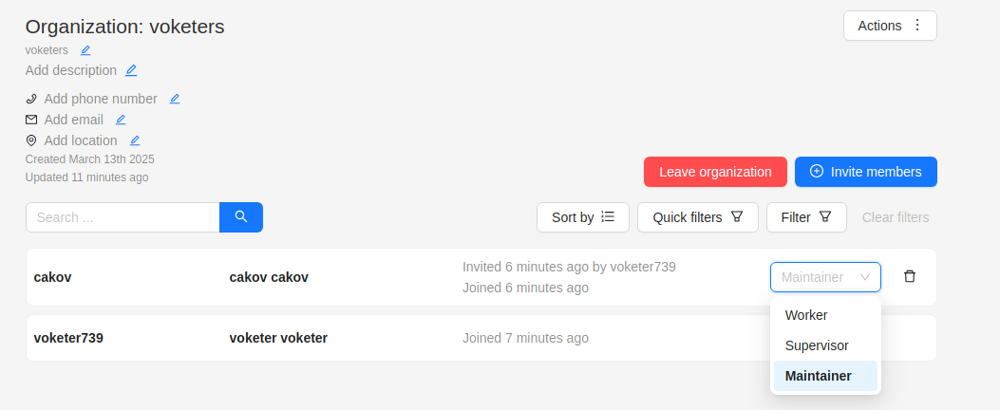 Organization: voketers
Actions
voketers
Add description
Add phone number
Add email
Add location
Created March 13th 2025
Updated 11 minutes ago
Leave organization
Invite members
Search ...
Sort by
Quick filters
Filter
Clear filters
cakov
cakov cakov
Invited 6 minutes ago by voketer739
Joined 6 minutes ago
Maintainer
voketer739
voketer voketer
Joined 7 minutes ago
Worker
Supervisor
Maintainer